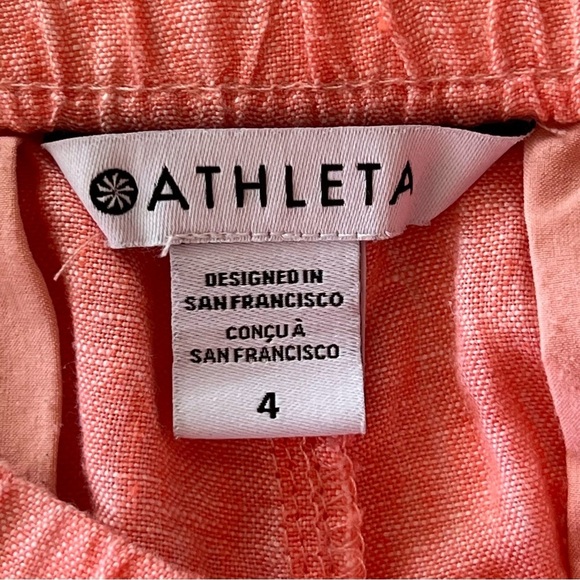 ATHLETA
DESIGNED IN
SAN FRANCISCO
CONÇU À
SAN FRANCISCO
4